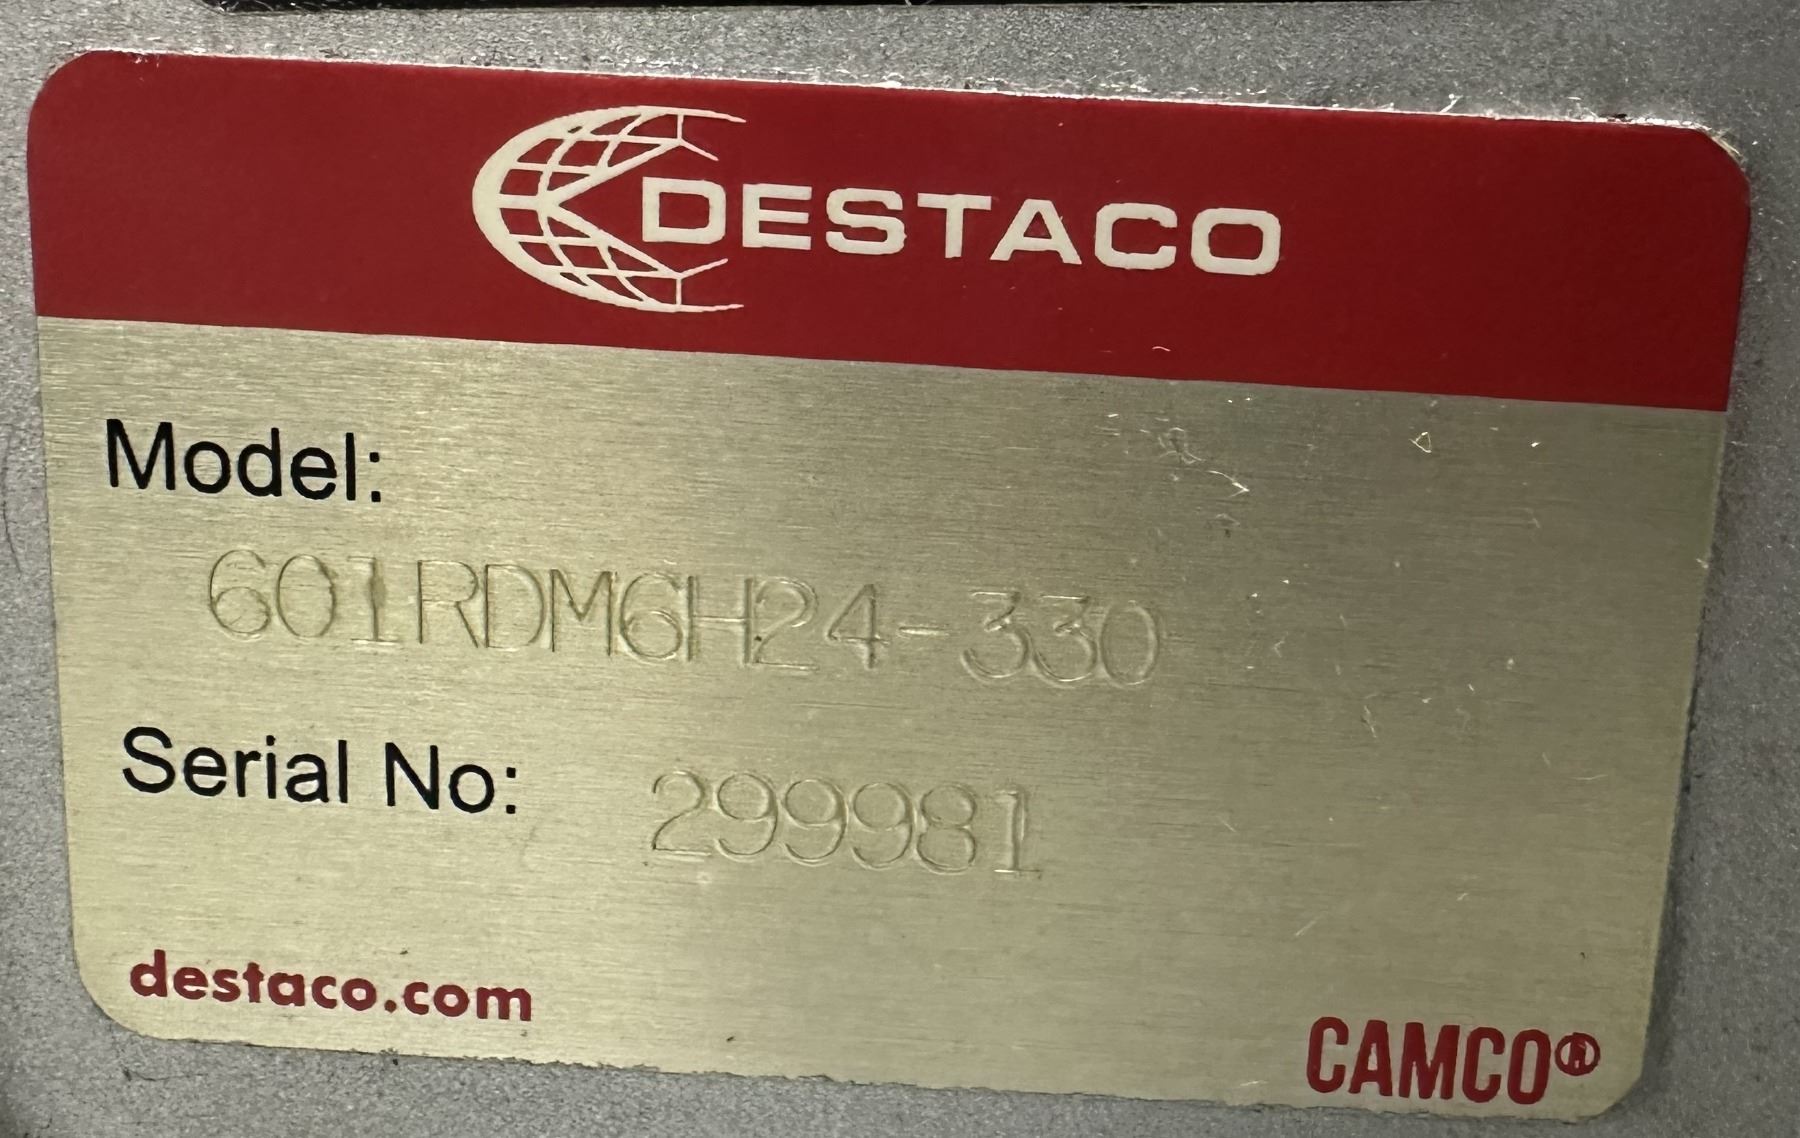 DESTACO
Model:
601RDM6H24-330
Serial No: 299981
destaco.com
CAMCO®